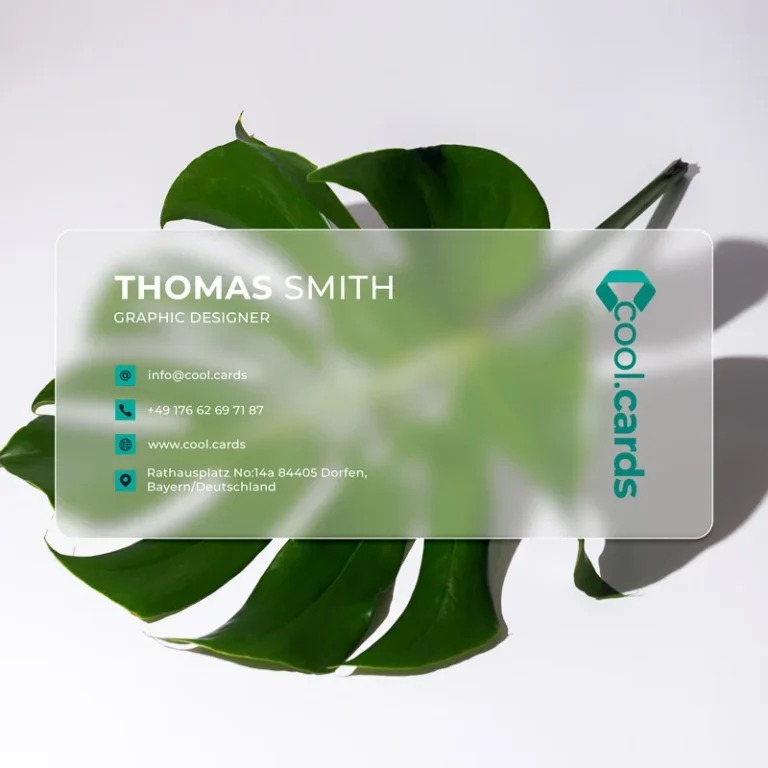 THOMAS SMITH
GRAPHIC DESIGNER
info@cool.cards
+49 176 62 69 71 87
www.cool.cards
Rathausplatz No:14a 84405 Dorfen,
Bayern/Deutschland
cool.cards